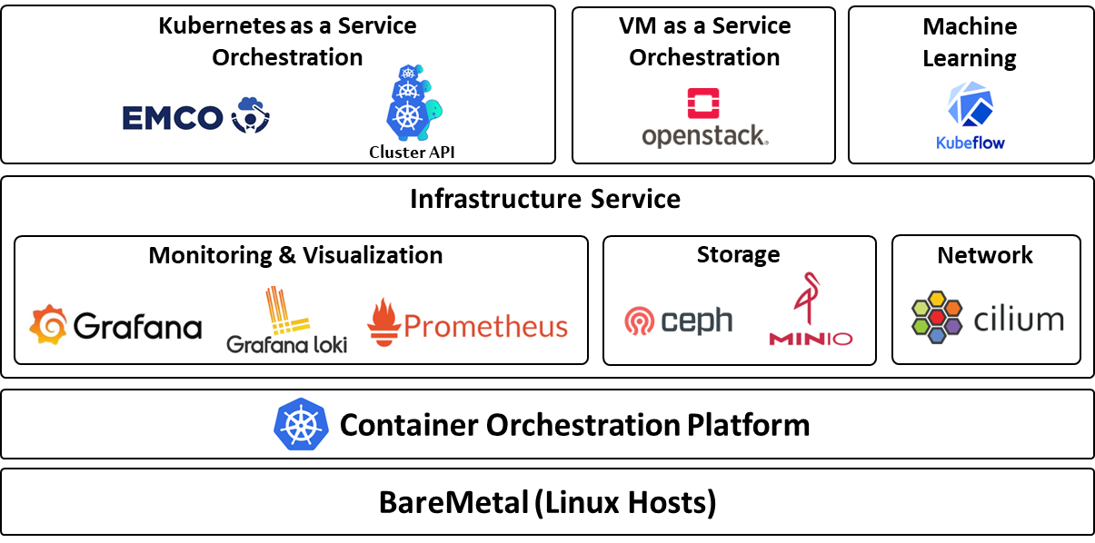 Kubernetes as a Service
Orchestration
EMCO
Cluster API
VM as a Service
Orchestration
openstack.
Machine
Learning
Kubeflow
Infrastructure Service
Monitoring & Visualization
Grafana
Grafana loki
Prometheus
Storage
ceph
MINIO
Network
cilium
Container Orchestration Platform
BareMetal (Linux Hosts)